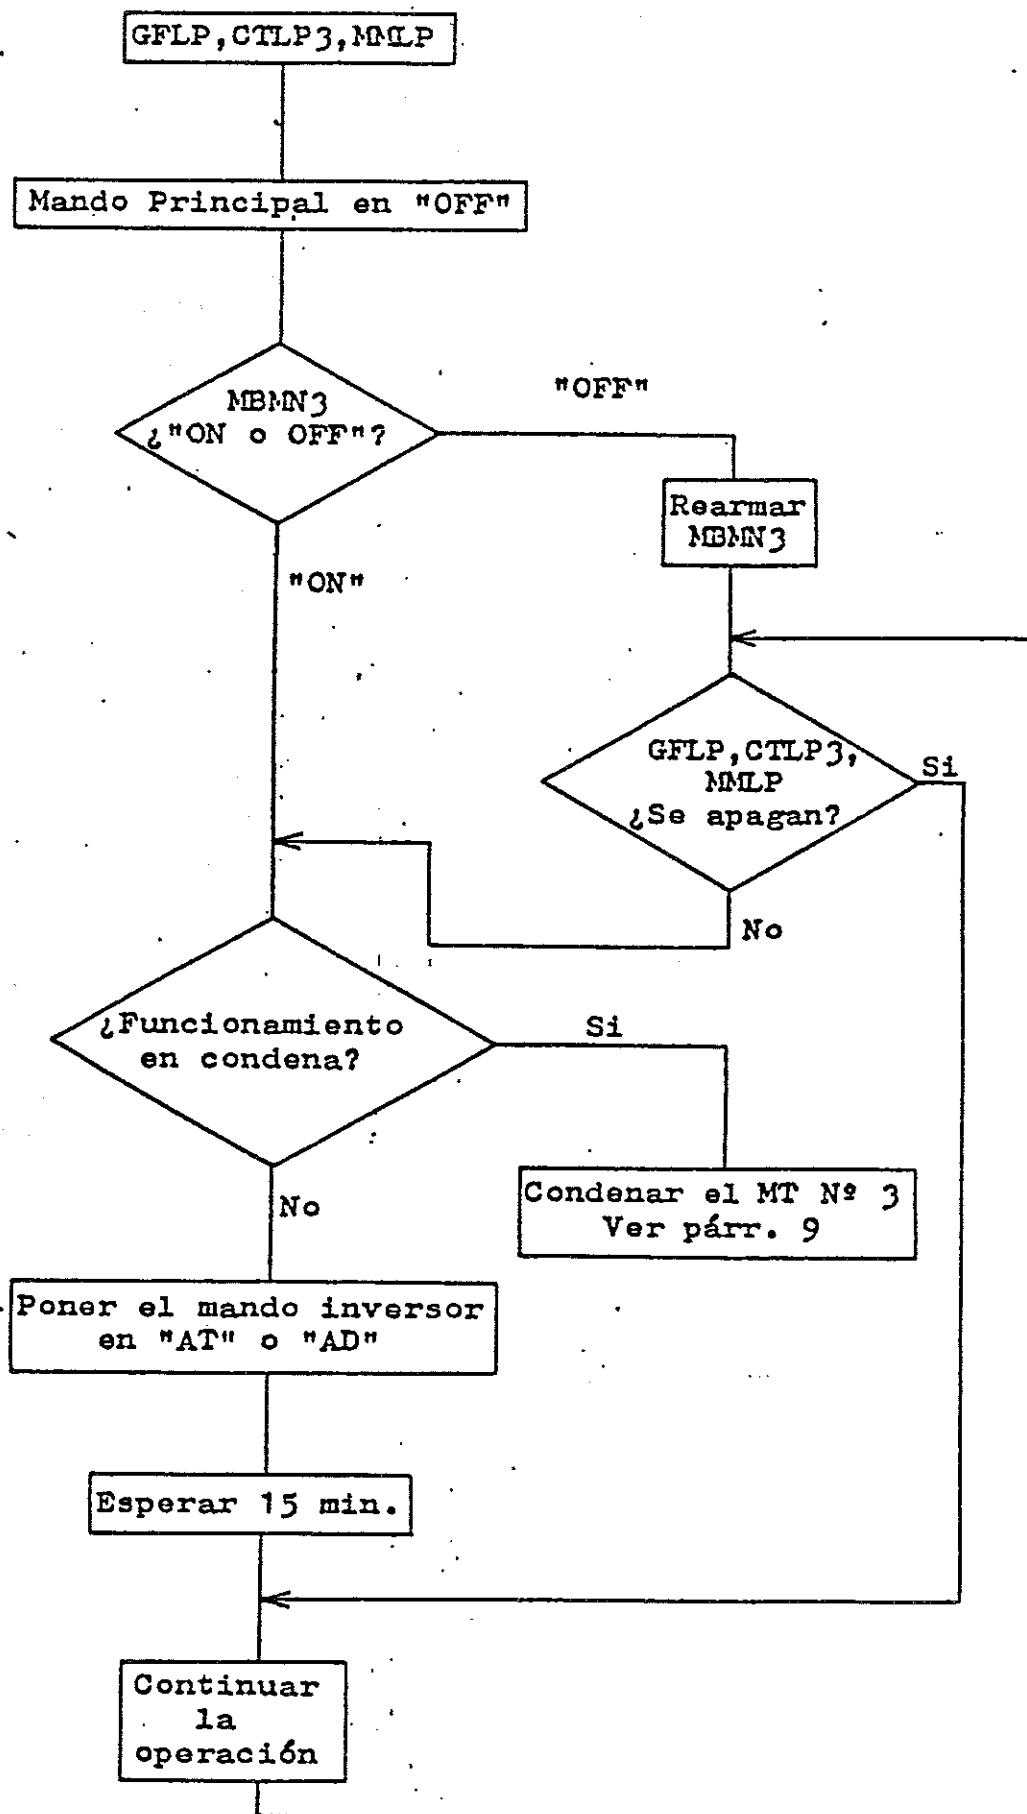 GFLP,CTLP3,MMLP
Mando Principal en "OFF"
MBMN3
¿"ON o OFF"?
"OFF"
Rearmar
MBMN3
"ON"
GFLP,CTLP3,
MMLP
¿Se apagan?
Si
No
¿Funcionamiento
en condena?
Si
Condenar el MT Nº 3
Ver párr. 9
No
Poner el mando inversor
en "AT" o "AD"
Esperar 15 min.
Continuar
la
operación